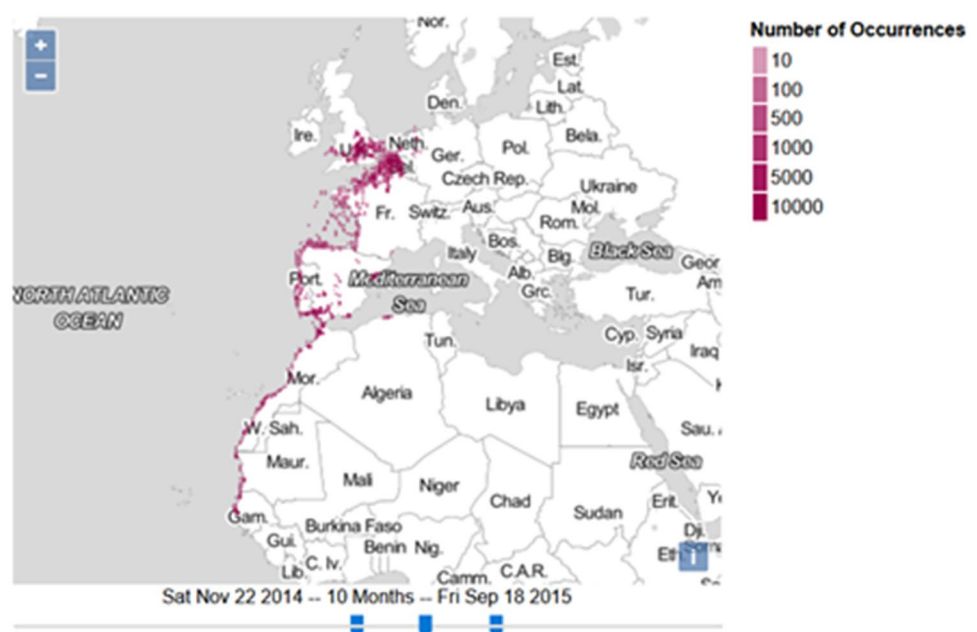 +
−
Number of Occurrences
10
100
500
1000
5000
10000
Nor.
Est.
Lat.
Lith.
Den.
Ire.
Neth.
Ger.
Pol.
Bela.
Czech Rep.
Ukraine
Fr.
Switz.
Aus.
Mol.
Rom.
Bos.
Italy
Blg.
Black Sea
Geor
Port.
Mediterranean
Sea
Alb.
Grc.
Tur.
Am
NORTH ATLANTIC
OCEAN
Tun.
Cyp.
Syria
Iraq
Isr.
Mor.
Algeria
Libya
Egypt
W. Sah.
Sau.
Maur.
Mali
Niger
Chad
Red Sea
Sudan
Erit.
Gam.
Burkina Faso
Dji.
Gui.
Benin
Nig.
i
Lib.
C. Iv.
Camm.
C.A.R.
Sat Nov 22 2014 -- 10 Months -- Fri Sep 18 2015